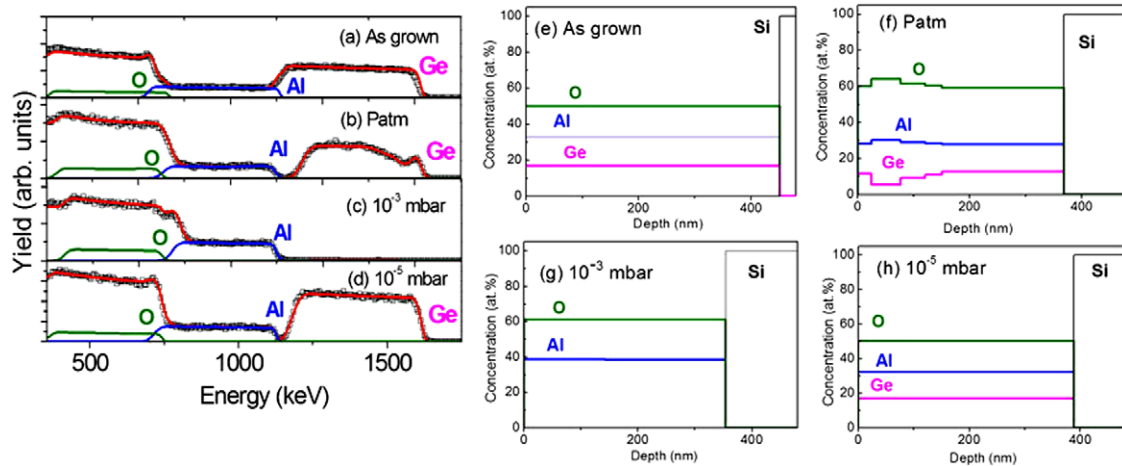 (a) As grown
Ge
O
Al
(b) Patm
Al
O
Ge
(c) 10⁻³ mbar
O
Al
(d) 10⁻⁵ mbar
O
Al
Ge
Yield (arb. units)
500 1000 1500
Energy (keV)
(e) As grown
Si
O
Al
Ge
100
80
60
40
20
0
Concentration (at.%)
0 200 400
Depth (nm)
(f) Patm
Si
O
Al
Ge
100
80
60
40
20
0
Concentration (at.%)
0 200 400
Depth (nm)
(g) 10⁻³ mbar
Si
O
Al
100
80
60
40
20
0
Concentration (at.%)
0 200 400
Depth (nm)
(h) 10⁻⁵ mbar
Si
O
Al
Ge
100
80
60
40
20
0
Concentration (at.%)
0 200 400
Depth (nm)